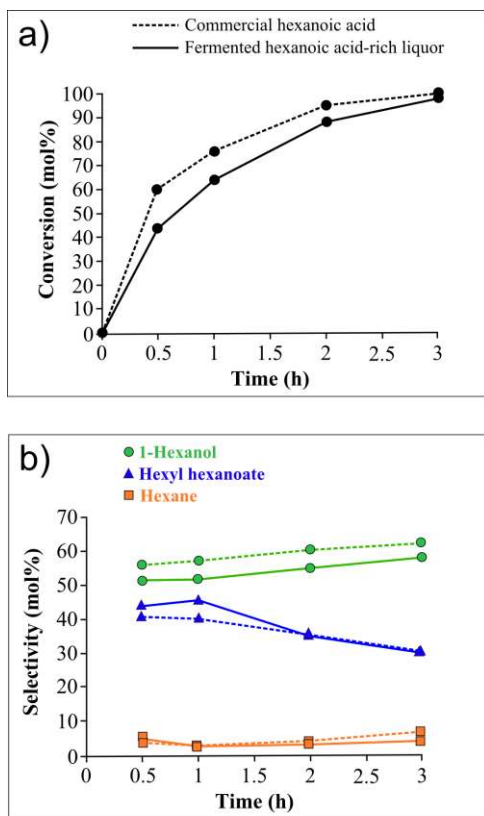 a)
Commercial hexanoic acid
Fermented hexanoic acid-rich liquor
100
90
80
70
60
50
40
30
20
10
0
Conversion (mol%)
0 0.5 1 1.5 2 2.5 3
Time (h)
b)
1-Hexanol
Hexyl hexanoate
Hexane
70
60
50
40
30
20
10
0
Selectivity (mol%)
0 0.5 1 1.5 2 2.5 3
Time (h)